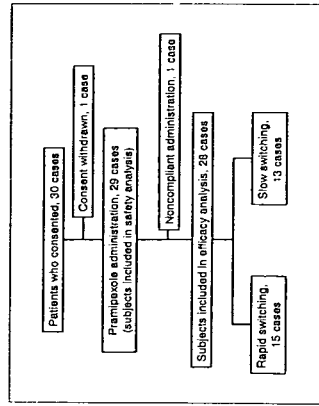 Patients who consented, 30 cases
Consent withdrawn, 1 case
Pramipexole administration, 29 cases
(subjects included in safety analysis)
Noncompliant administration, 1 case
Subjects included in efficacy analysis, 28 cases
Rapid switching,
15 cases
Slow switching,
13 cases